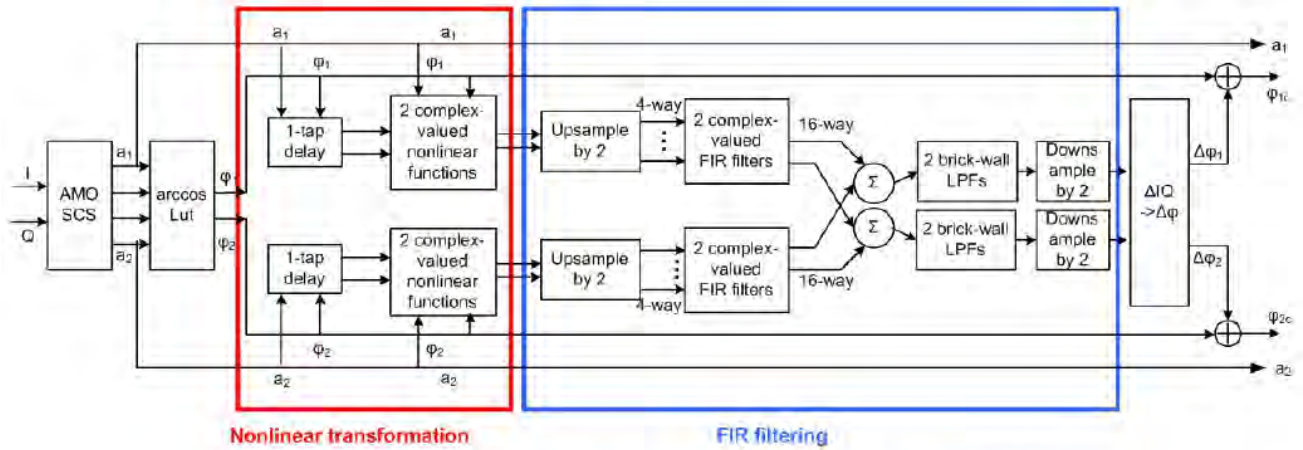 a₁
a₁
a₁
φ₁
φ₁
φ₁c
4-way
16-way
1-tap
delay
2 complex-
valued
nonlinear
functions
Upsample
by 2
2 complex-
valued
FIR filters
Σ
2 brick-wall
LPFs
Downs
ample
by 2
Δφ₁
I
Q
AMO
SCS
a₁
a₂
arccos
Lut
φ₁
φ₂
Σ
2 brick-wall
LPFs
Downs
ample
by 2
ΔIQ
->Δφ
1-tap
delay
2 complex-
valued
nonlinear
functions
Upsample
by 2
2 complex-
valued
FIR filters
4-way
16-way
Δφ₂
φ₂c
φ₂
φ₂
a₂
a₂
a₂
Nonlinear transformation
FIR filtering